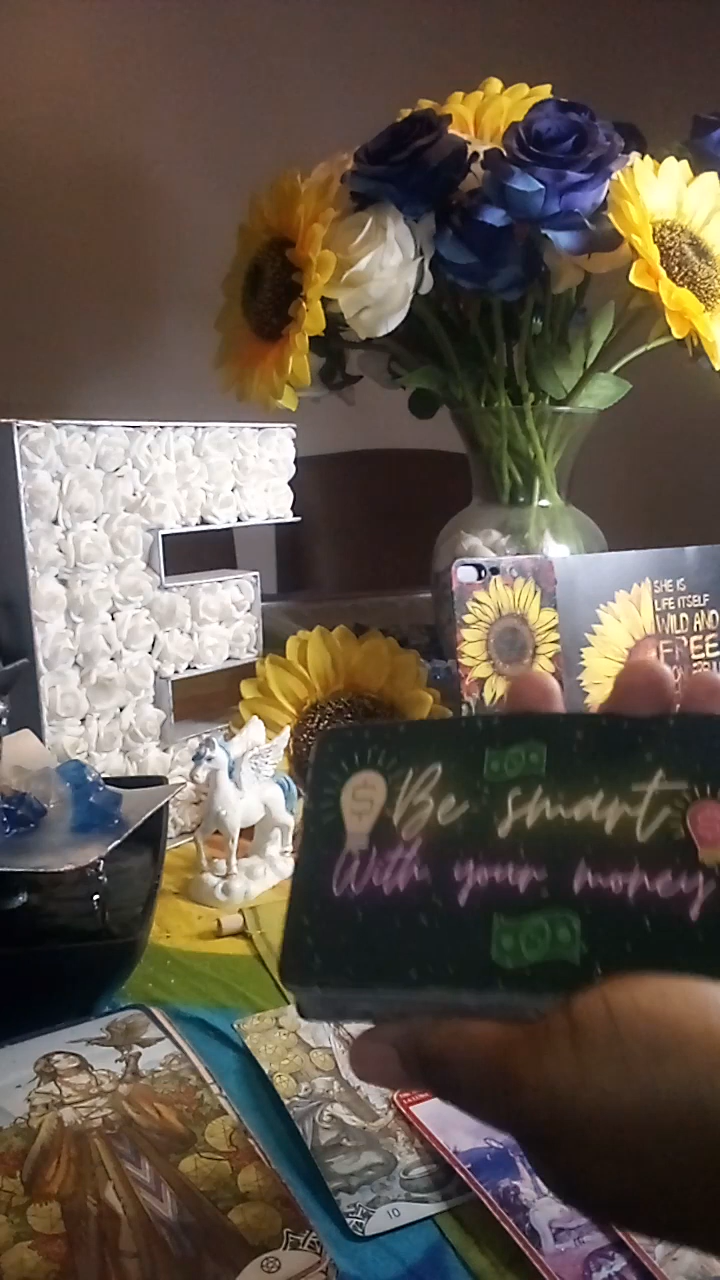 E
SHE IS
LIFE ITSELF
WILD AND
FREE
Be smart
With your money
10